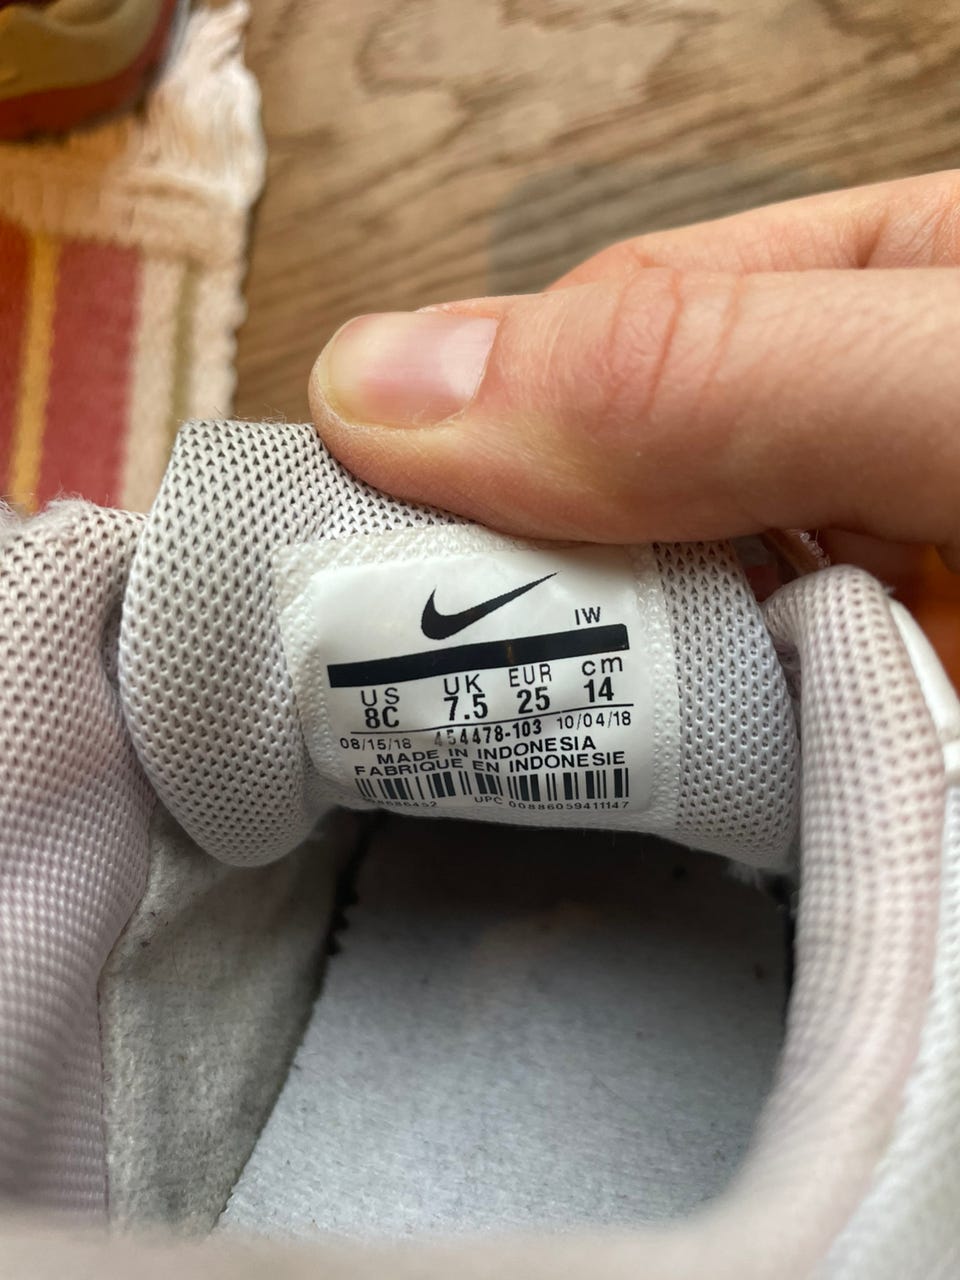 IW
US UK EUR cm
8C 7.5 25 14
08/15/18 454478-103 10/04/18
MADE IN INDONESIA
FABRIQUE EN INDONESIE
UPC 00886059411147